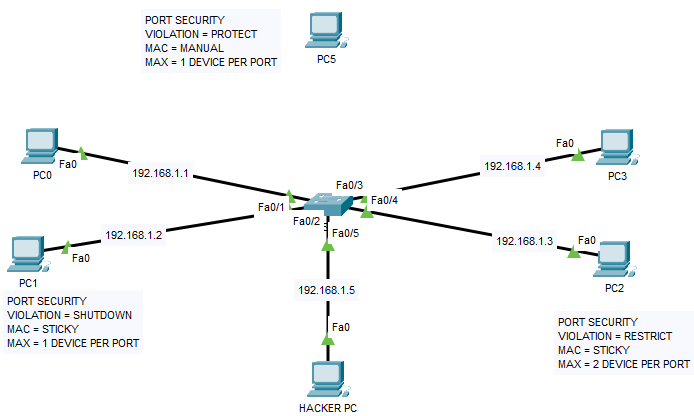 PORT SECURITY
VIOLATION = PROTECT
MAC = MANUAL
MAX = 1 DEVICE PER PORT
PC5
Fa0
PC0
192.168.1.1
Fa0/3
Fa0/4
192.168.1.4
Fa0
PC3
Fa0/1
Fa0/2
Fa0/5
192.168.1.2
Fa0
PC1
192.168.1.3
Fa0
PC2
PORT SECURITY
VIOLATION = SHUTDOWN
MAC = STICKY
MAX = 1 DEVICE PER PORT
192.168.1.5
Fa0
HACKER PC
PORT SECURITY
VIOLATION = RESTRICT
MAC = STICKY
MAX = 2 DEVICE PER PORT